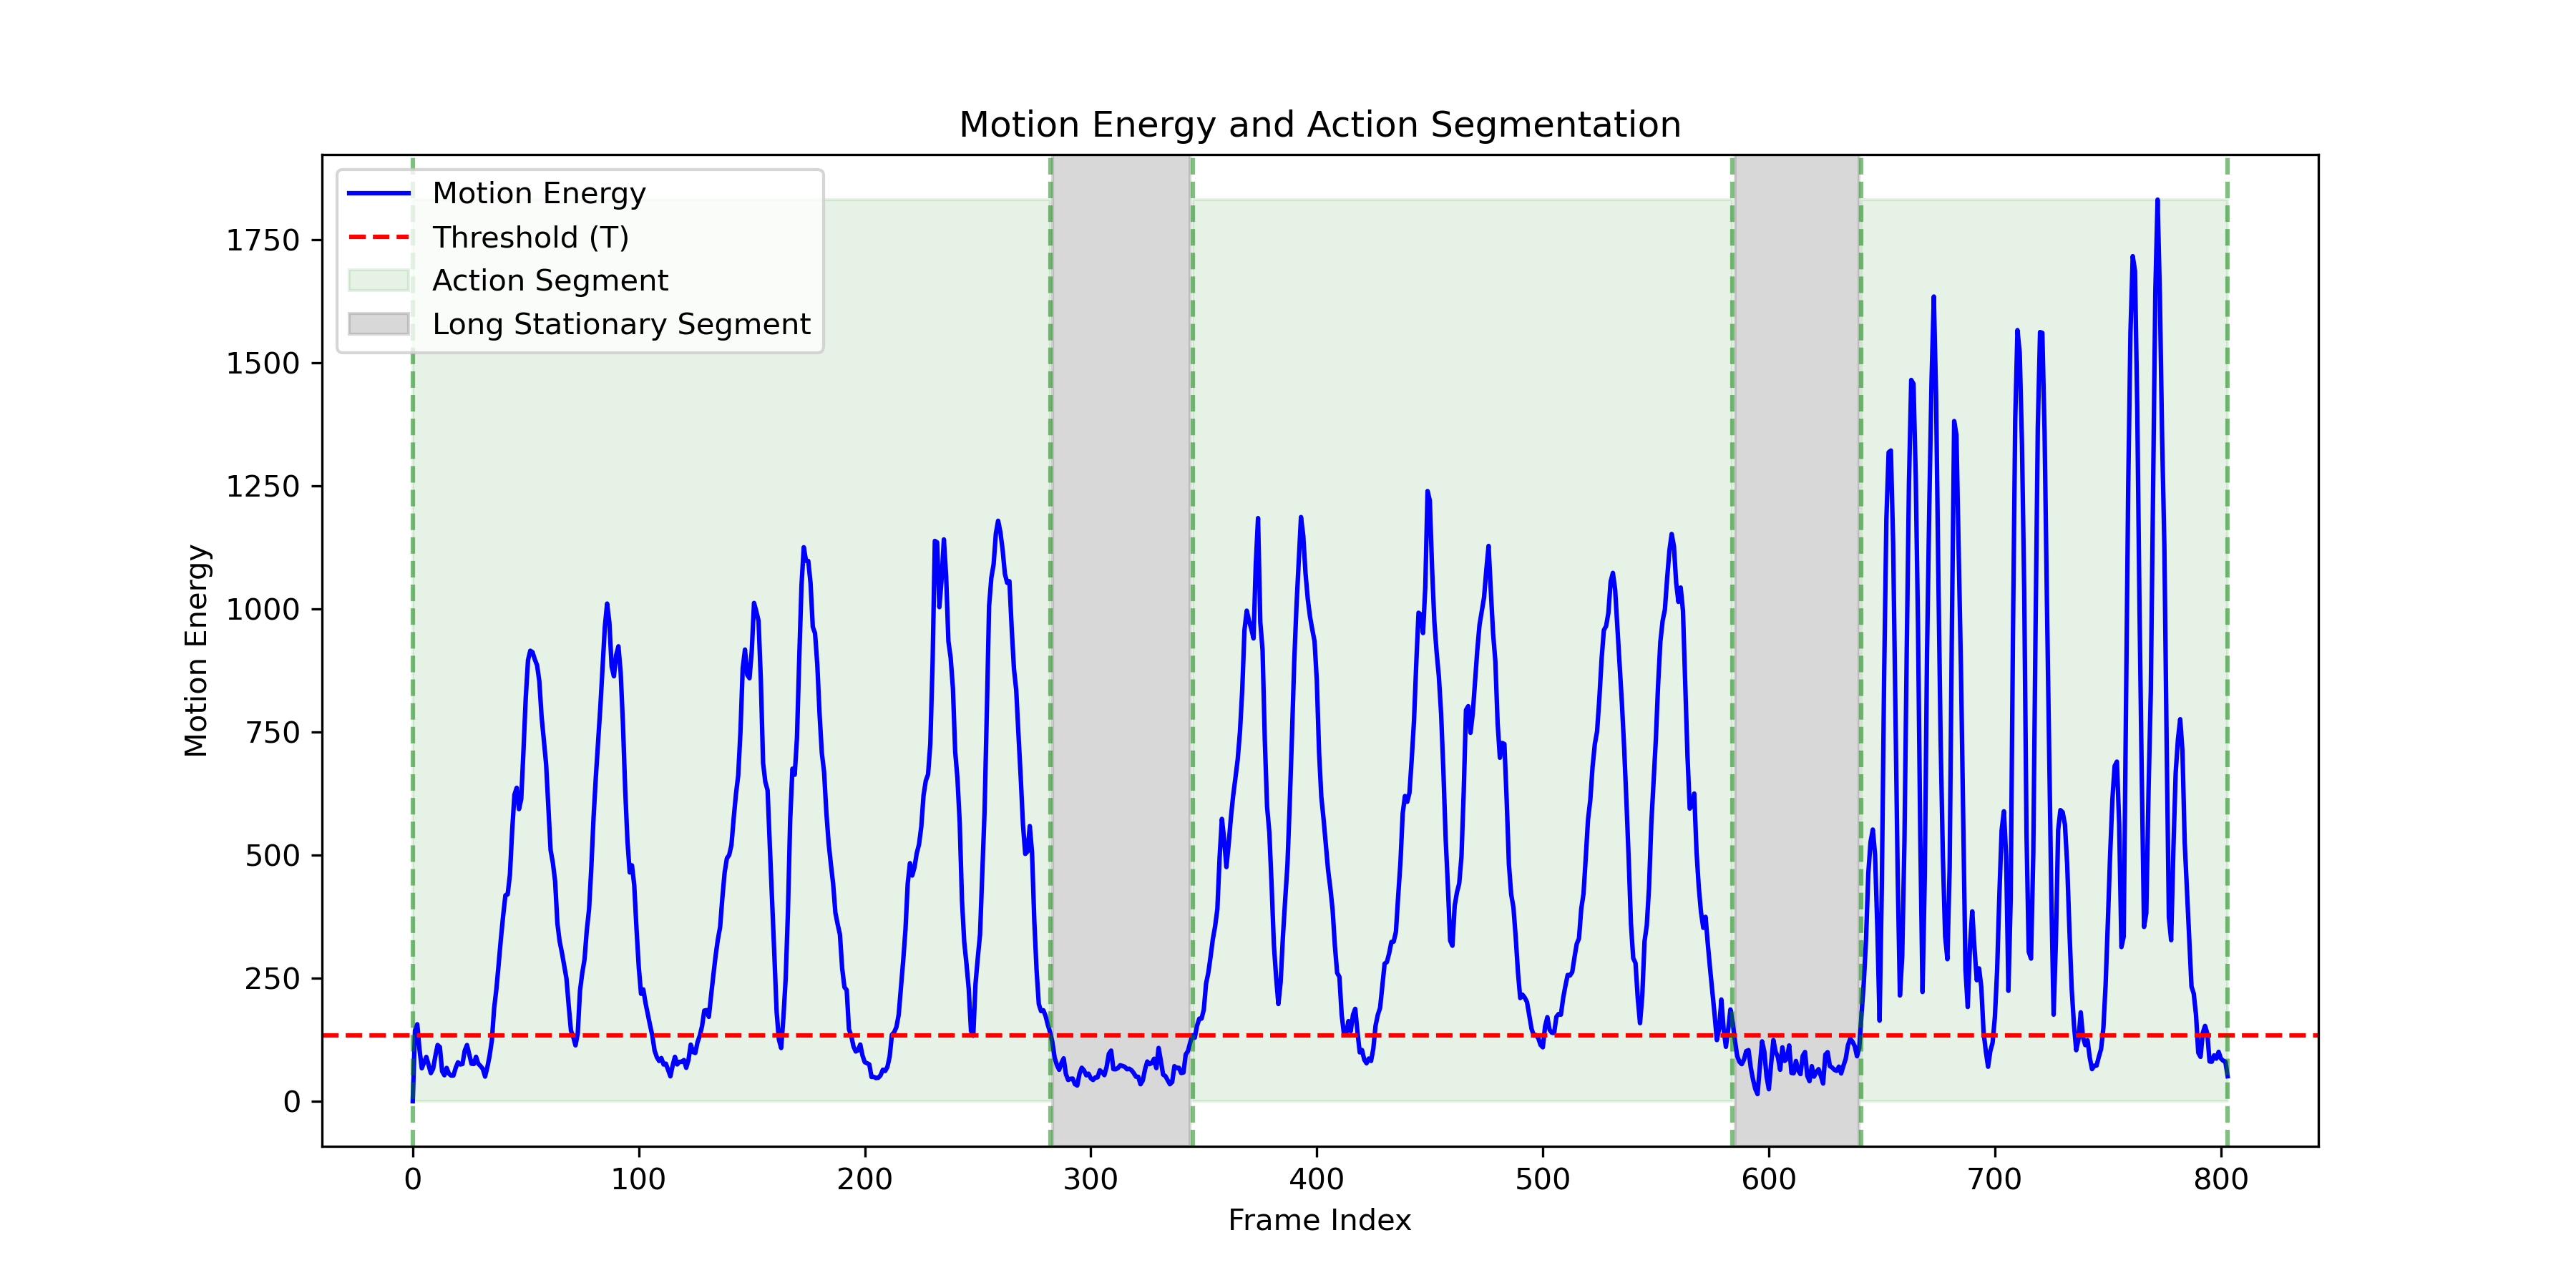 Motion Energy and Action Segmentation
Motion Energy
Threshold (T)
Action Segment
Long Stationary Segment
Motion Energy
1750
1500
1250
1000
750
500
250
0
0 100 200 300 400 500 600 700 800
Frame Index